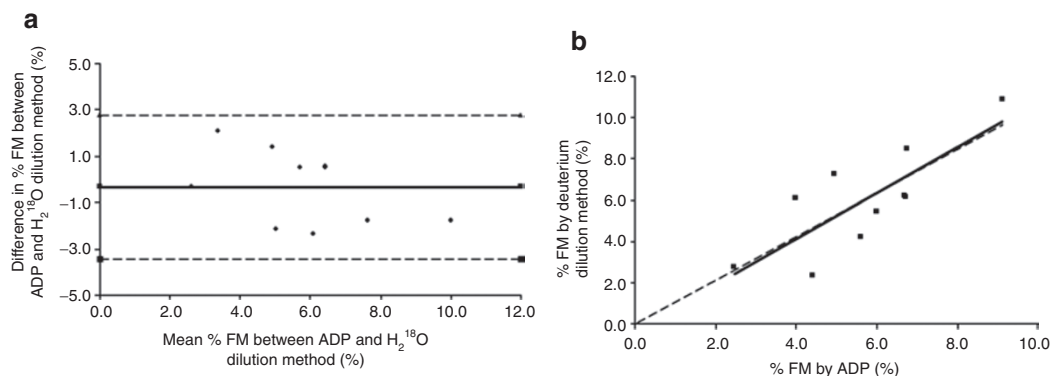 a
Difference in % FM between
ADP and H₂¹⁸O dilution method (%)
5.0
3.0
1.0
−1.0
−3.0
−5.0
0.0 2.0 4.0 6.0 8.0 10.0 12.0
Mean % FM between ADP and H₂¹⁸O
dilution method (%)
b
% FM by deuterium
dilution method (%)
12.0
10.0
8.0
6.0
4.0
2.0
0.0
2.0 4.0 6.0 8.0 10.0
% FM by ADP (%)